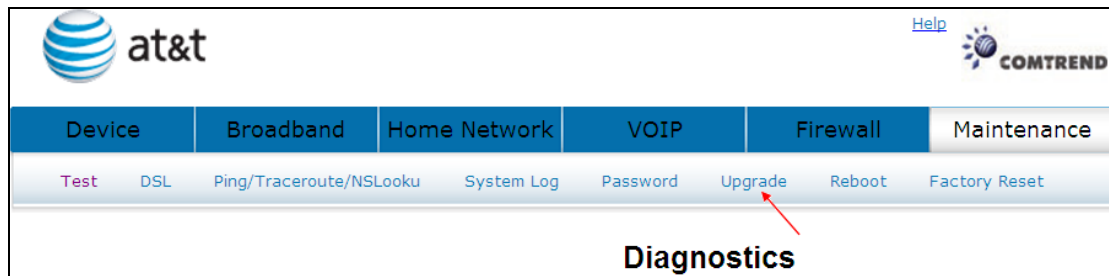 at&t
Help
COMTREND
Device Broadband Home Network VOIP Firewall Maintenance
Test DSL Ping/Traceroute/NSLooku System Log Password Upgrade Reboot Factory Reset
Diagnostics